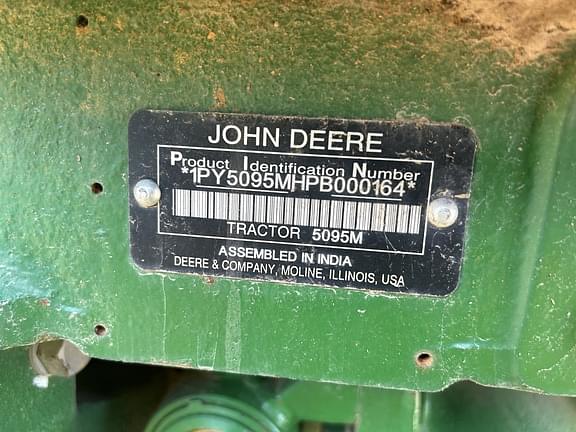 JOHN DEERE
Product Identification Number
*1PY5095MHPB000164*
TRACTOR 5095M
ASSEMBLED IN INDIA
DEERE & COMPANY, MOLINE, ILLINOIS, USA